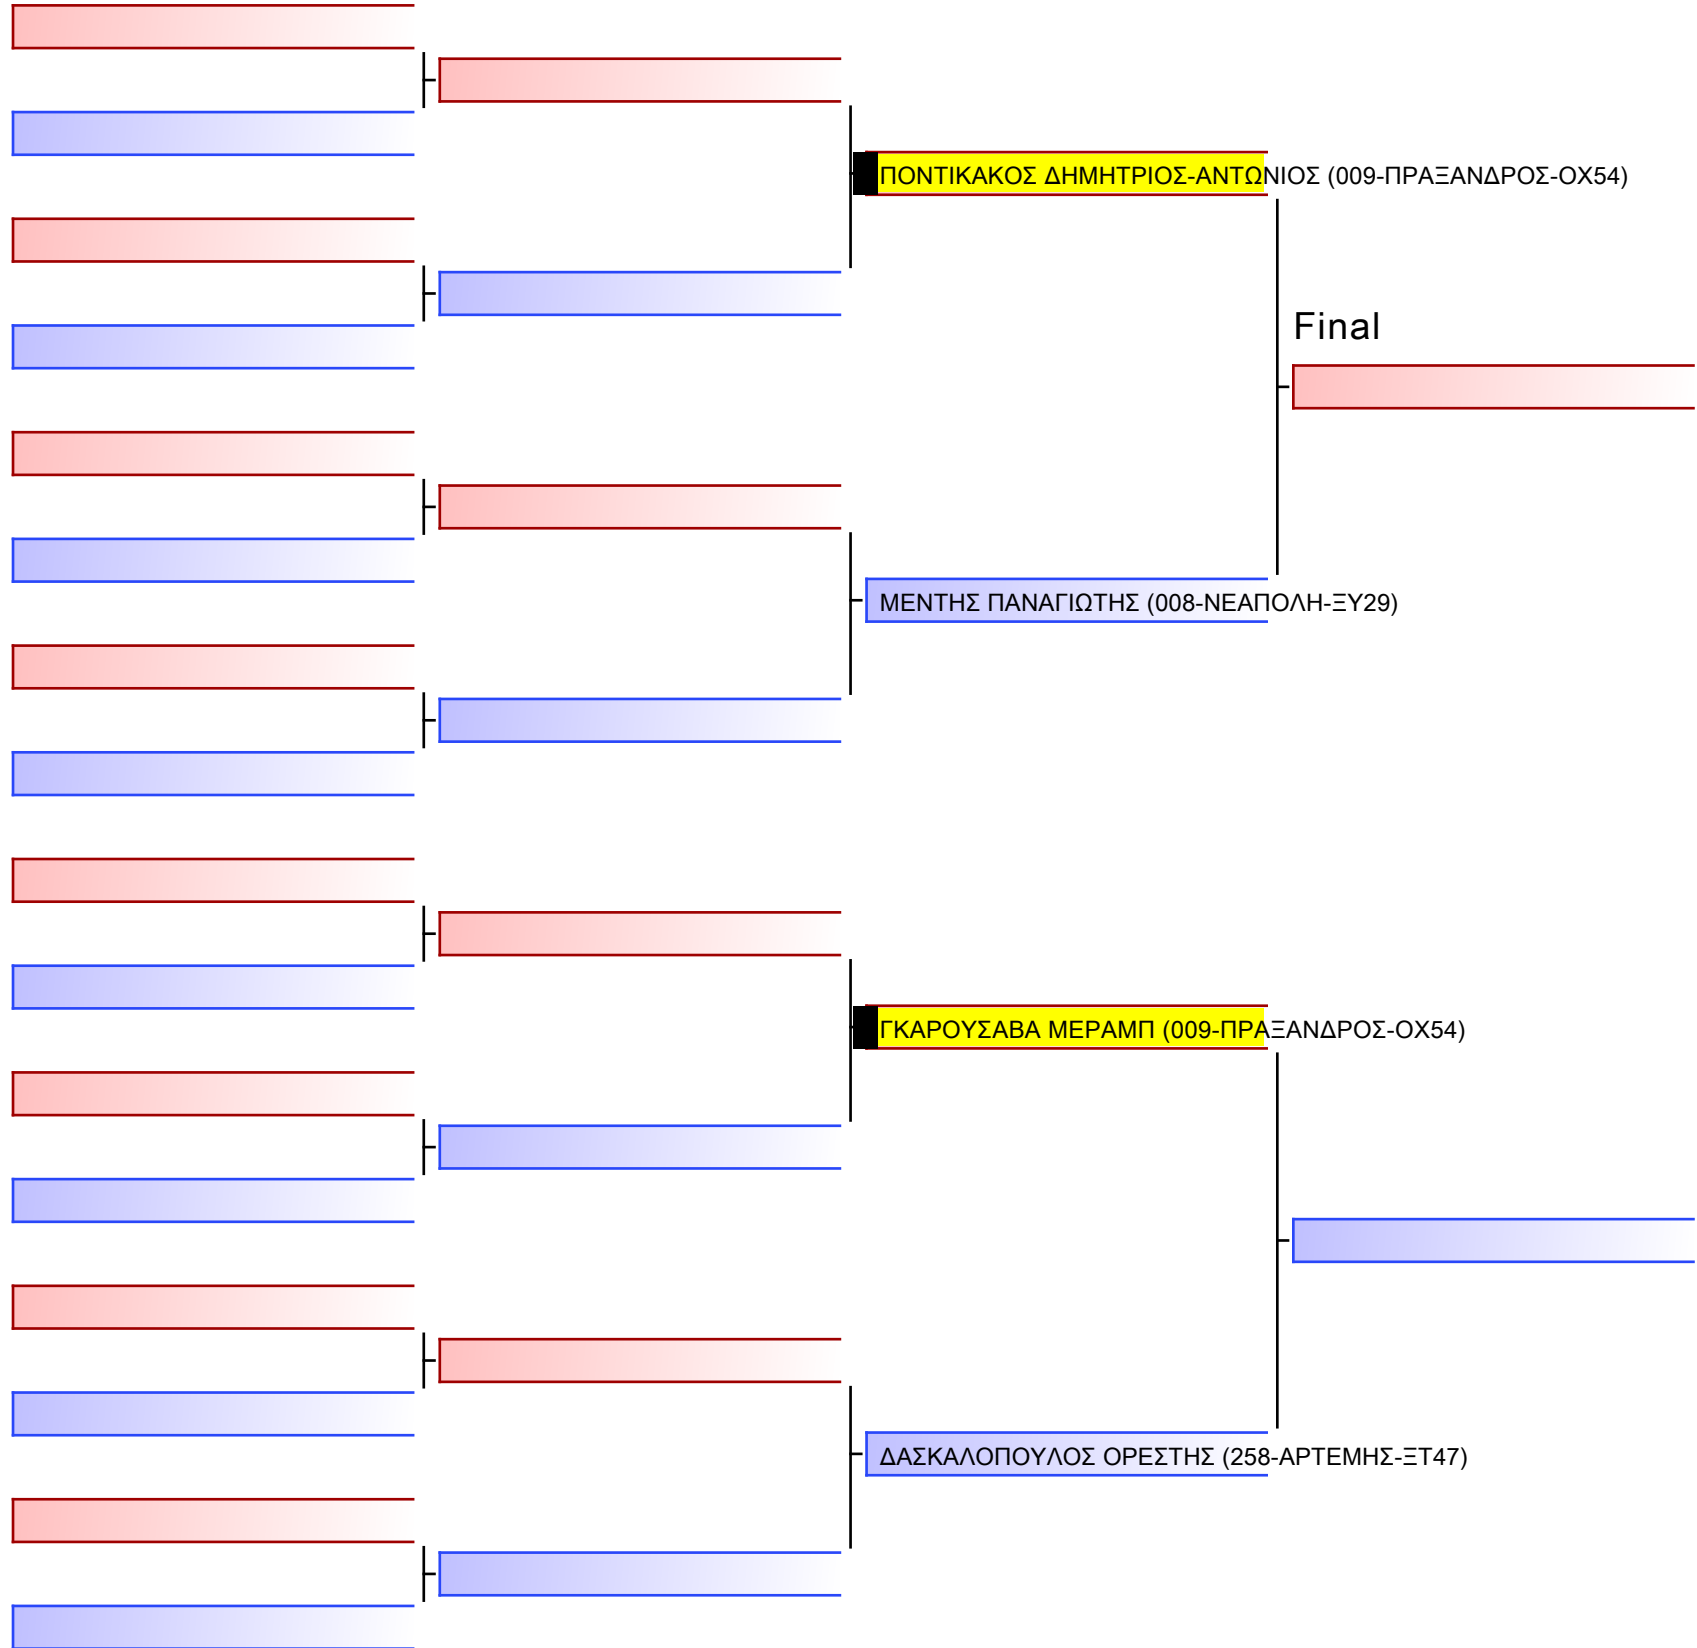 ΠΟΝΤΙΚΑΚΟΣ ΔΗΜΗΤΡΙΟΣ-ΑΝΤΩΝΙΟΣ (009-ΠΡΑΞΑΝΔΡΟΣ-ΟΧ54)
Final
ΜΕΝΤΗΣ ΠΑΝΑΓΙΩΤΗΣ (008-ΝΕΑΠΟΛΗ-ΞΥ29)
ΓΚΑΡΟΥΣΑΒΑ ΜΕΡΑΜΠ (009-ΠΡΑΞΑΝΔΡΟΣ-ΟΧ54)
ΔΑΣΚΑΛΟΠΟΥΛΟΣ ΟΡΕΣΤΗΣ (258-ΑΡΤΕΜΗΣ-ΞΤ47)